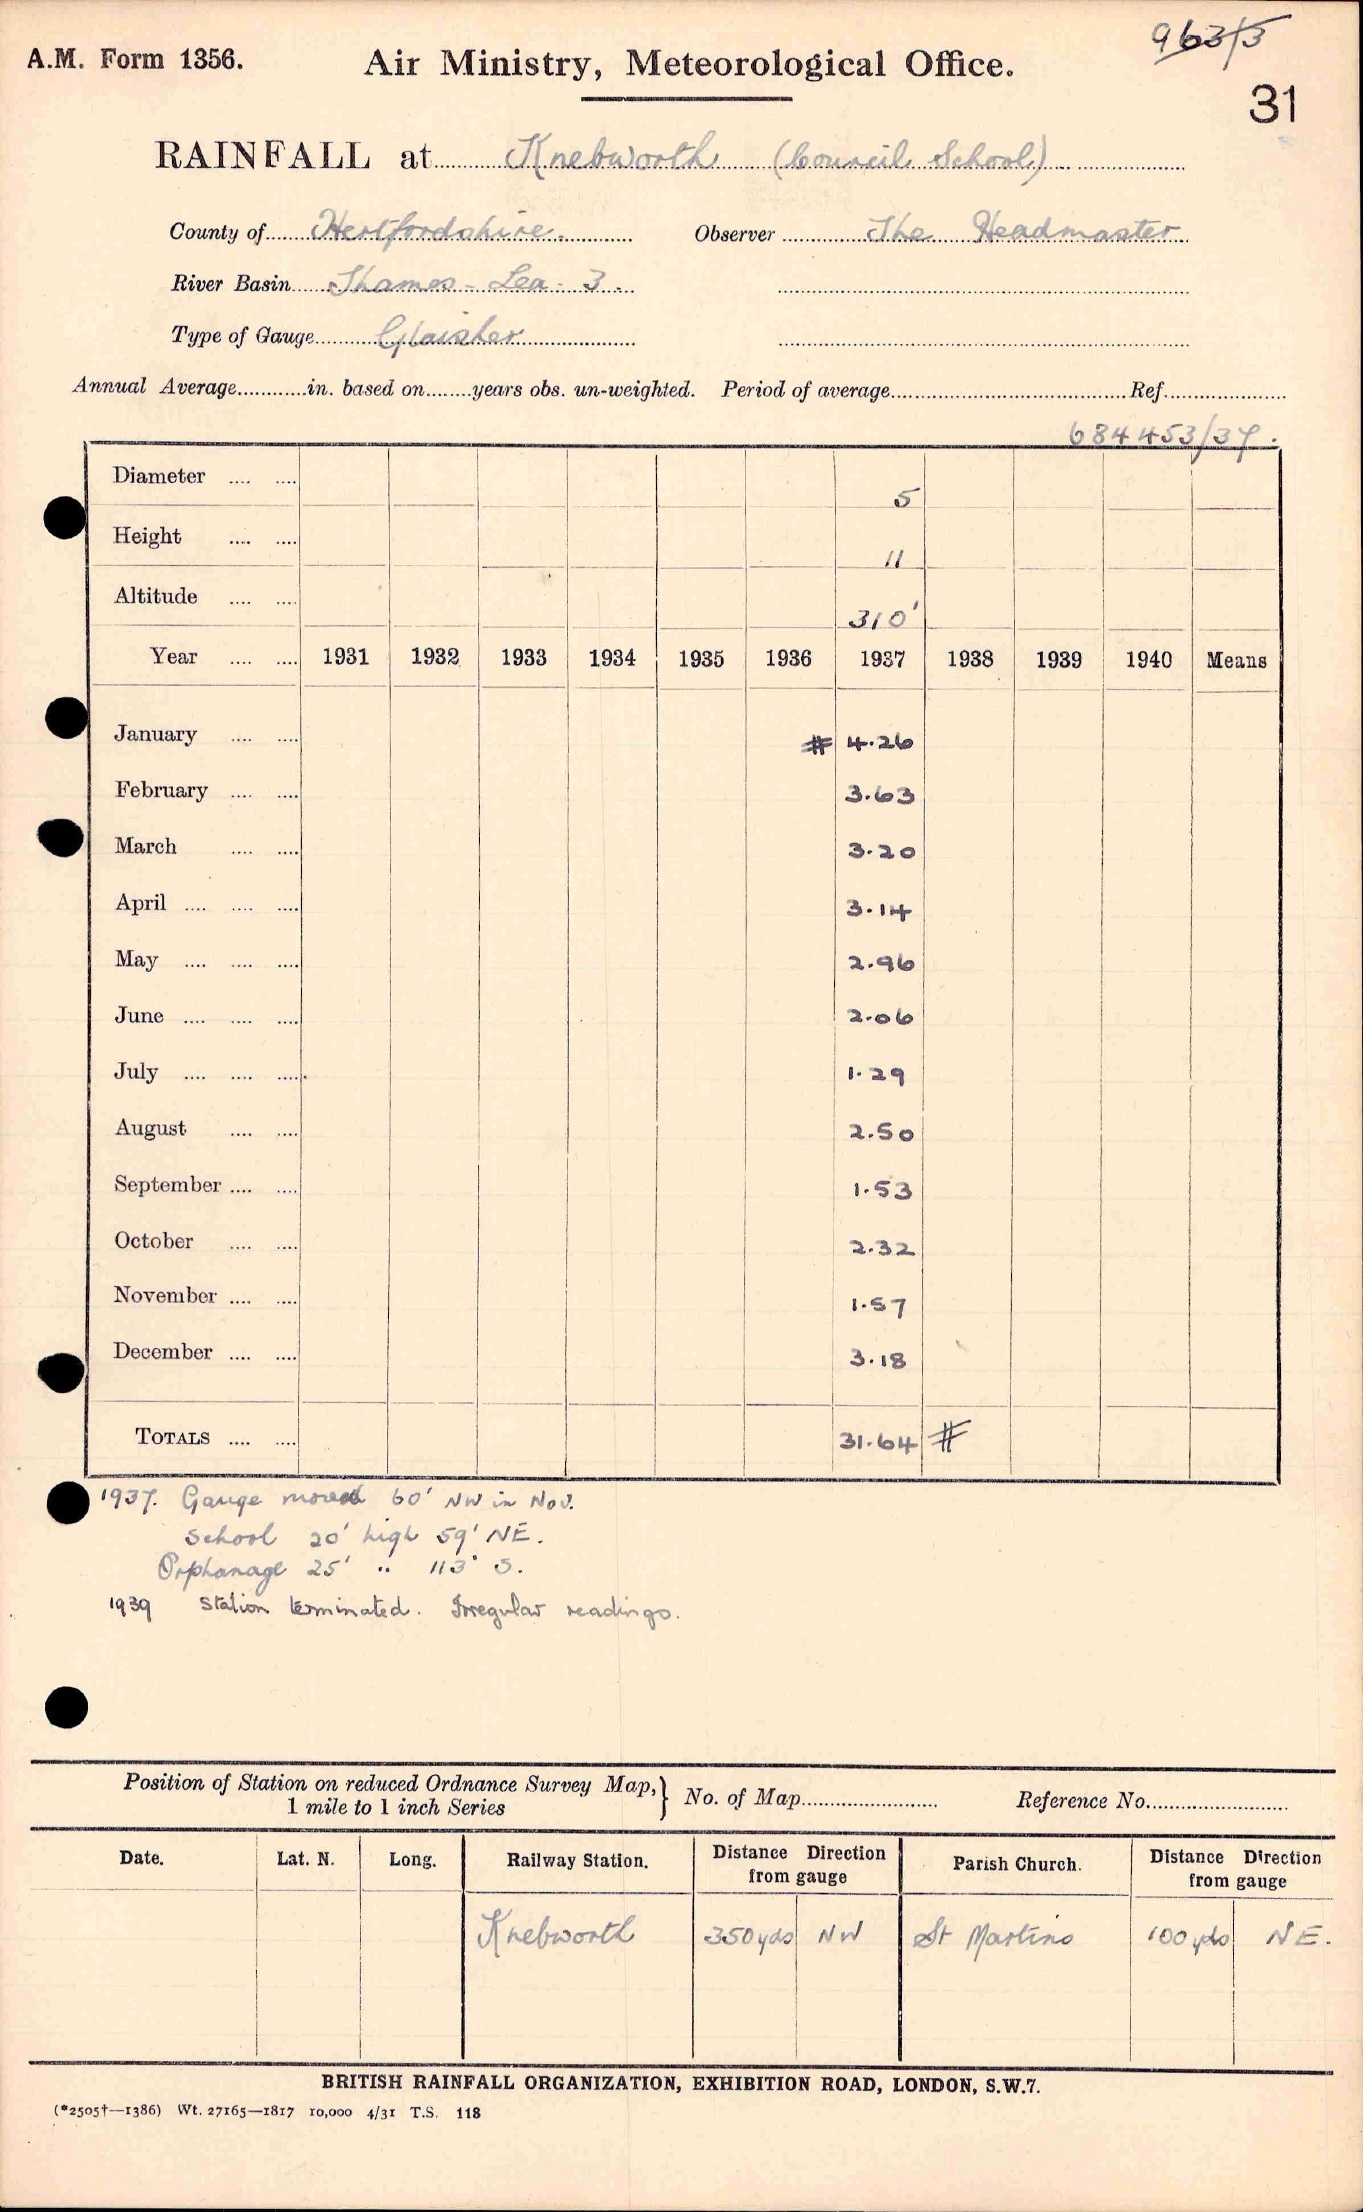 963/3
A.M. Form 1356. Air Ministry, Meteorological Office.
31
RAINFALL at Knebworth (Council School)
County of Hertfordshire. Observer The Headmaster
River Basin Thames - Lea - 3.
Type of Gauge Glaisher
Annual Average............in. based on........years obs. un-weighted. Period of average.......................................Ref.....................
684453/37.
Diameter .... .... 5
Height .... .... 11
Altitude .... .... 310'
Year .... .... 1931 1932 1933 1934 1935 1936 1937 1938 1939 1940 Means
January .... .... # 4.26
February .... .... 3.63
March .... .... 3.20
April .... .... .... 3.14
May .... .... .... 2.96
June .... .... .... 2.06
July .... .... .... 1.29
August .... .... 2.50
September .... .... 1.53
October .... .... 2.32
November .... .... 1.57
December .... .... 3.18
TOTALS .... .... 31.64 #
1937. Gauge moved 60' NW in Nov.
School 20' high 59' NE.
Orphanage 25' " 113' S.
1939 Station terminated. Irregular readings.
Position of Station on reduced Ordnance Survey Map,} No. of Map........................ Reference No.........................
1 mile to 1 inch Series
Date. Lat. N. Long. Railway Station. Distance Direction from gauge Parish Church. Distance Direction from gauge
Knebworth 350yds NW St Martins 100 yds NE.
BRITISH RAINFALL ORGANIZATION, EXHIBITION ROAD, LONDON, S.W.7.
(*2505†—1386) Wt. 27165—1817 10,000 4/31 T.S. 118